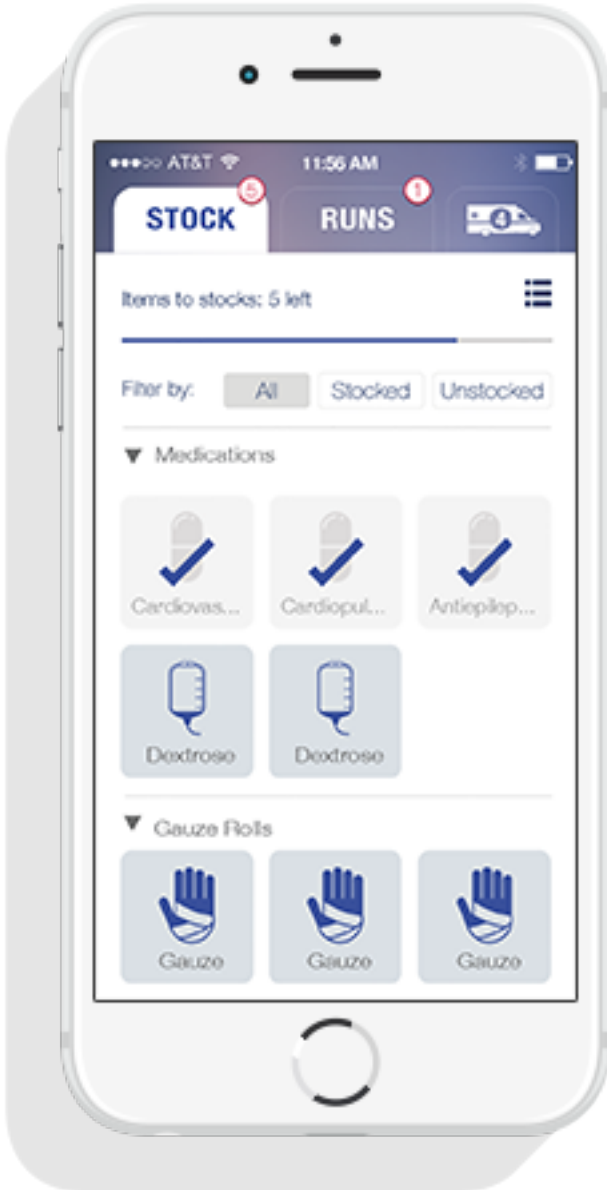 AT&T 11:56 AM
5 1
STOCK RUNS 4
Items to stocks: 5 left
Filter by: All Stocked Unstocked
Medications
Cardiovas... Cardiopul... Antiepilep...
Dextrose Dextrose
Gauze Rolls
Gauze Gauze Gauze